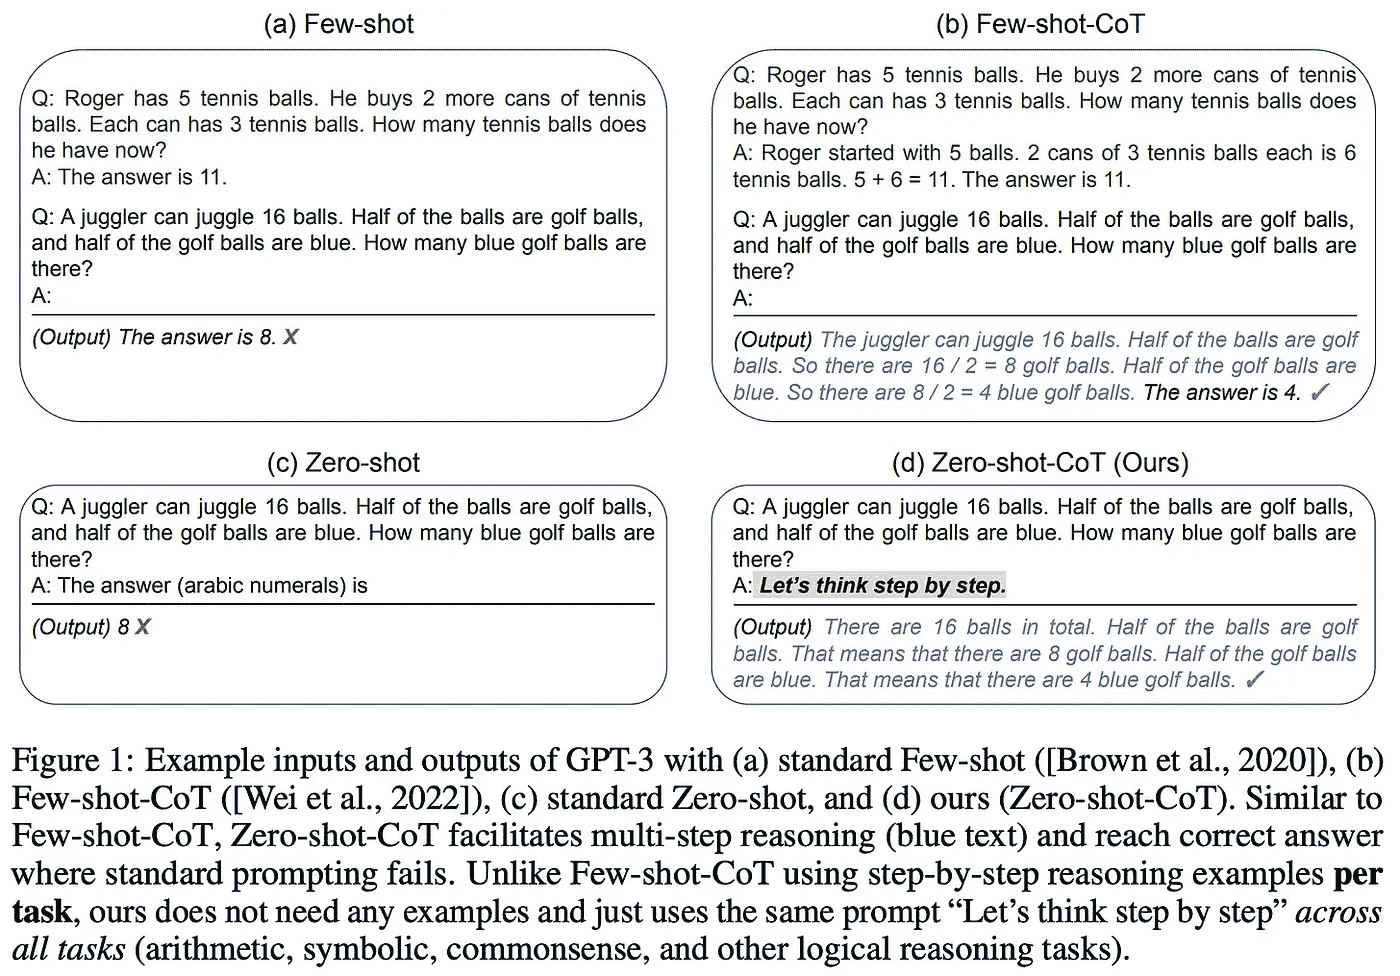 (a) Few-shot
Q: Roger has 5 tennis balls. He buys 2 more cans of tennis
balls. Each can has 3 tennis balls. How many tennis balls does
he have now?
A: The answer is 11.
Q: A juggler can juggle 16 balls. Half of the balls are golf balls,
and half of the golf balls are blue. How many blue golf balls are
there?
A:
(Output) The answer is 8. X
(b) Few-shot-CoT
Q: Roger has 5 tennis balls. He buys 2 more cans of tennis
balls. Each can has 3 tennis balls. How many tennis balls does
he have now?
A: Roger started with 5 balls. 2 cans of 3 tennis balls each is 6
tennis balls. 5 + 6 = 11. The answer is 11.
Q: A juggler can juggle 16 balls. Half of the balls are golf balls,
and half of the golf balls are blue. How many blue golf balls are
there?
A:
(Output) The juggler can juggle 16 balls. Half of the balls are golf
balls. So there are 16 / 2 = 8 golf balls. Half of the golf balls are
blue. So there are 8 / 2 = 4 blue golf balls. The answer is 4. ✓
(c) Zero-shot
Q: A juggler can juggle 16 balls. Half of the balls are golf balls,
and half of the golf balls are blue. How many blue golf balls are
there?
A: The answer (arabic numerals) is
(Output) 8 X
(d) Zero-shot-CoT (Ours)
Q: A juggler can juggle 16 balls. Half of the balls are golf balls,
and half of the golf balls are blue. How many blue golf balls are
there?
A: Let's think step by step.
(Output) There are 16 balls in total. Half of the balls are golf
balls. That means that there are 8 golf balls. Half of the golf balls
are blue. That means that there are 4 blue golf balls. ✓
Figure 1: Example inputs and outputs of GPT-3 with (a) standard Few-shot ([Brown et al., 2020]), (b)
Few-shot-CoT ([Wei et al., 2022]), (c) standard Zero-shot, and (d) ours (Zero-shot-CoT). Similar to
Few-shot-CoT, Zero-shot-CoT facilitates multi-step reasoning (blue text) and reach correct answer
where standard prompting fails. Unlike Few-shot-CoT using step-by-step reasoning examples per
task, ours does not need any examples and just uses the same prompt “Let’s think step by step” across
all tasks (arithmetic, symbolic, commonsense, and other logical reasoning tasks).